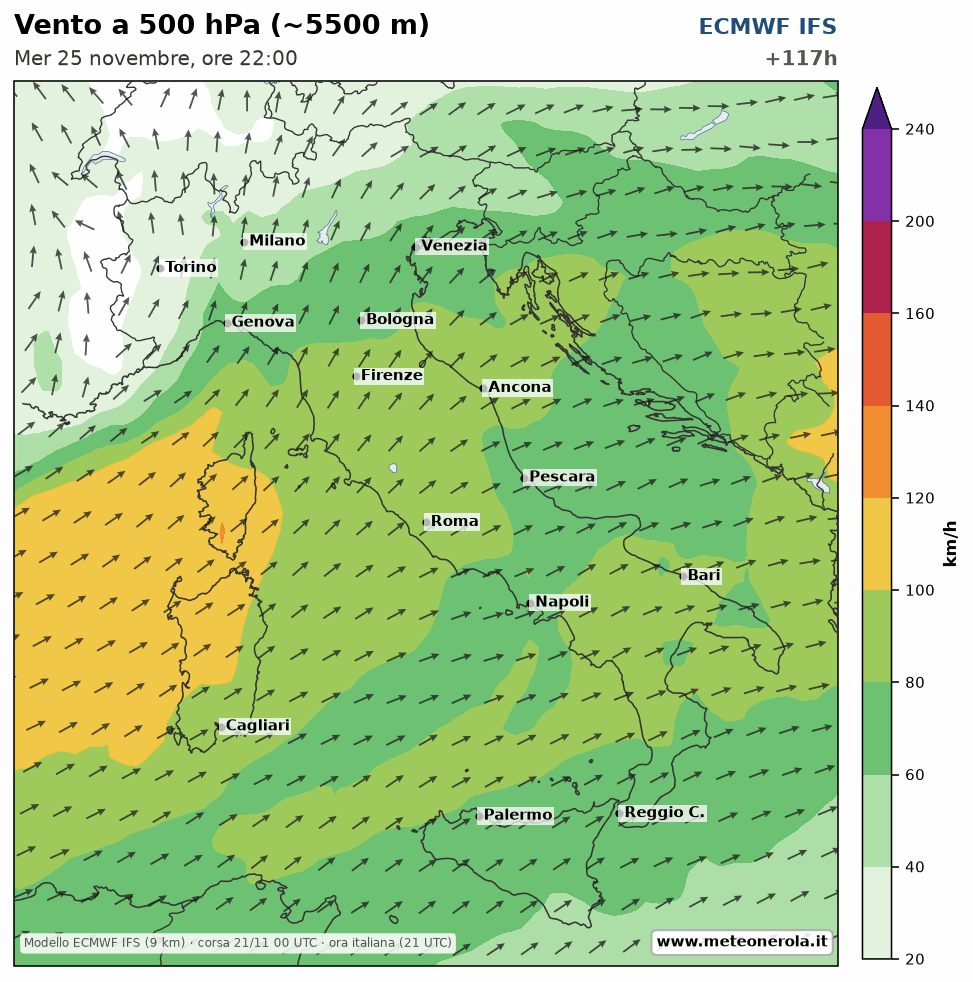 Vento a 500 hPa (~5500 m)
ECMWF IFS
Mer 25 novembre, ore 22:00
+117h
Milano
Venezia
Torino
Genova
Bologna
Firenze
Ancona
Pescara
Roma
Bari
Napoli
Cagliari
Palermo
Reggio C.
240
200
160
140
120
100
80
60
40
20
km/h
Modello ECMWF IFS (9 km) · corsa 21/11 00 UTC · ora italiana (21 UTC)
www.meteonerola.it